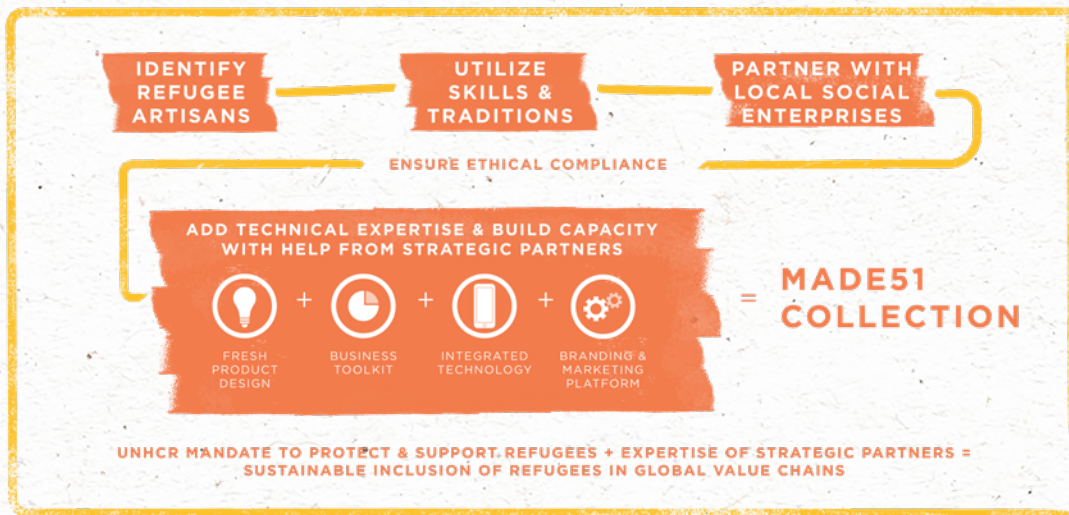 IDENTIFY
REFUGEE
ARTISANS
UTILIZE
SKILLS &
TRADITIONS
PARTNER WITH
LOCAL SOCIAL
ENTERPRISES
ENSURE ETHICAL COMPLIANCE
ADD TECHNICAL EXPERTISE & BUILD CAPACITY
WITH HELP FROM STRATEGIC PARTNERS
+ + +
FRESH
PRODUCT
DESIGN
BUSINESS
TOOLKIT
INTEGRATED
TECHNOLOGY
BRANDING &
MARKETING
PLATFORM
= MADE51
COLLECTION
UNHCR MANDATE TO PROTECT & SUPPORT REFUGEES + EXPERTISE OF STRATEGIC PARTNERS =
SUSTAINABLE INCLUSION OF REFUGEES IN GLOBAL VALUE CHAINS